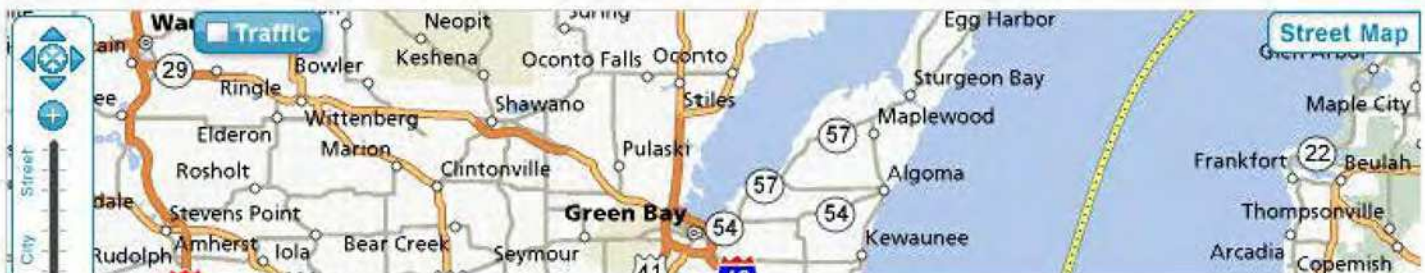 Egg Harbor
Neopit
Traffic
Street Map
Keshena
Oconto Falls
Oconto
29
Bowler
Sturgeon Bay
Ringle
Stiles
Maple City
Shawano
Maplewood
Wittenberg
Elderon
57
Marion
Pulaski
22
Frankfort
Beulah
Rosholt
Clintonville
Street
57
Algoma
Stevens Point
Green Bay
54
54
Thompsonville
Kewaunee
Rudolph
Amherst
Iola
Bear Creek
Seymour
City
Arcadia
Copemish
41